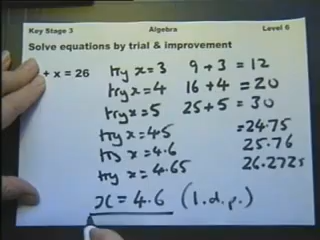 Key Stage 3 Algebra Level 6
Solve equations by trial & improvement
+ x = 26
try x = 3 9 + 3 = 12
try x = 4 16 + 4 = 20
try x = 5 25 + 5 = 30
try x = 4.5 = 24.75
try x = 4.6 25.76
try x = 4.65 26.2725
x = 4.6 (1.d.p.)